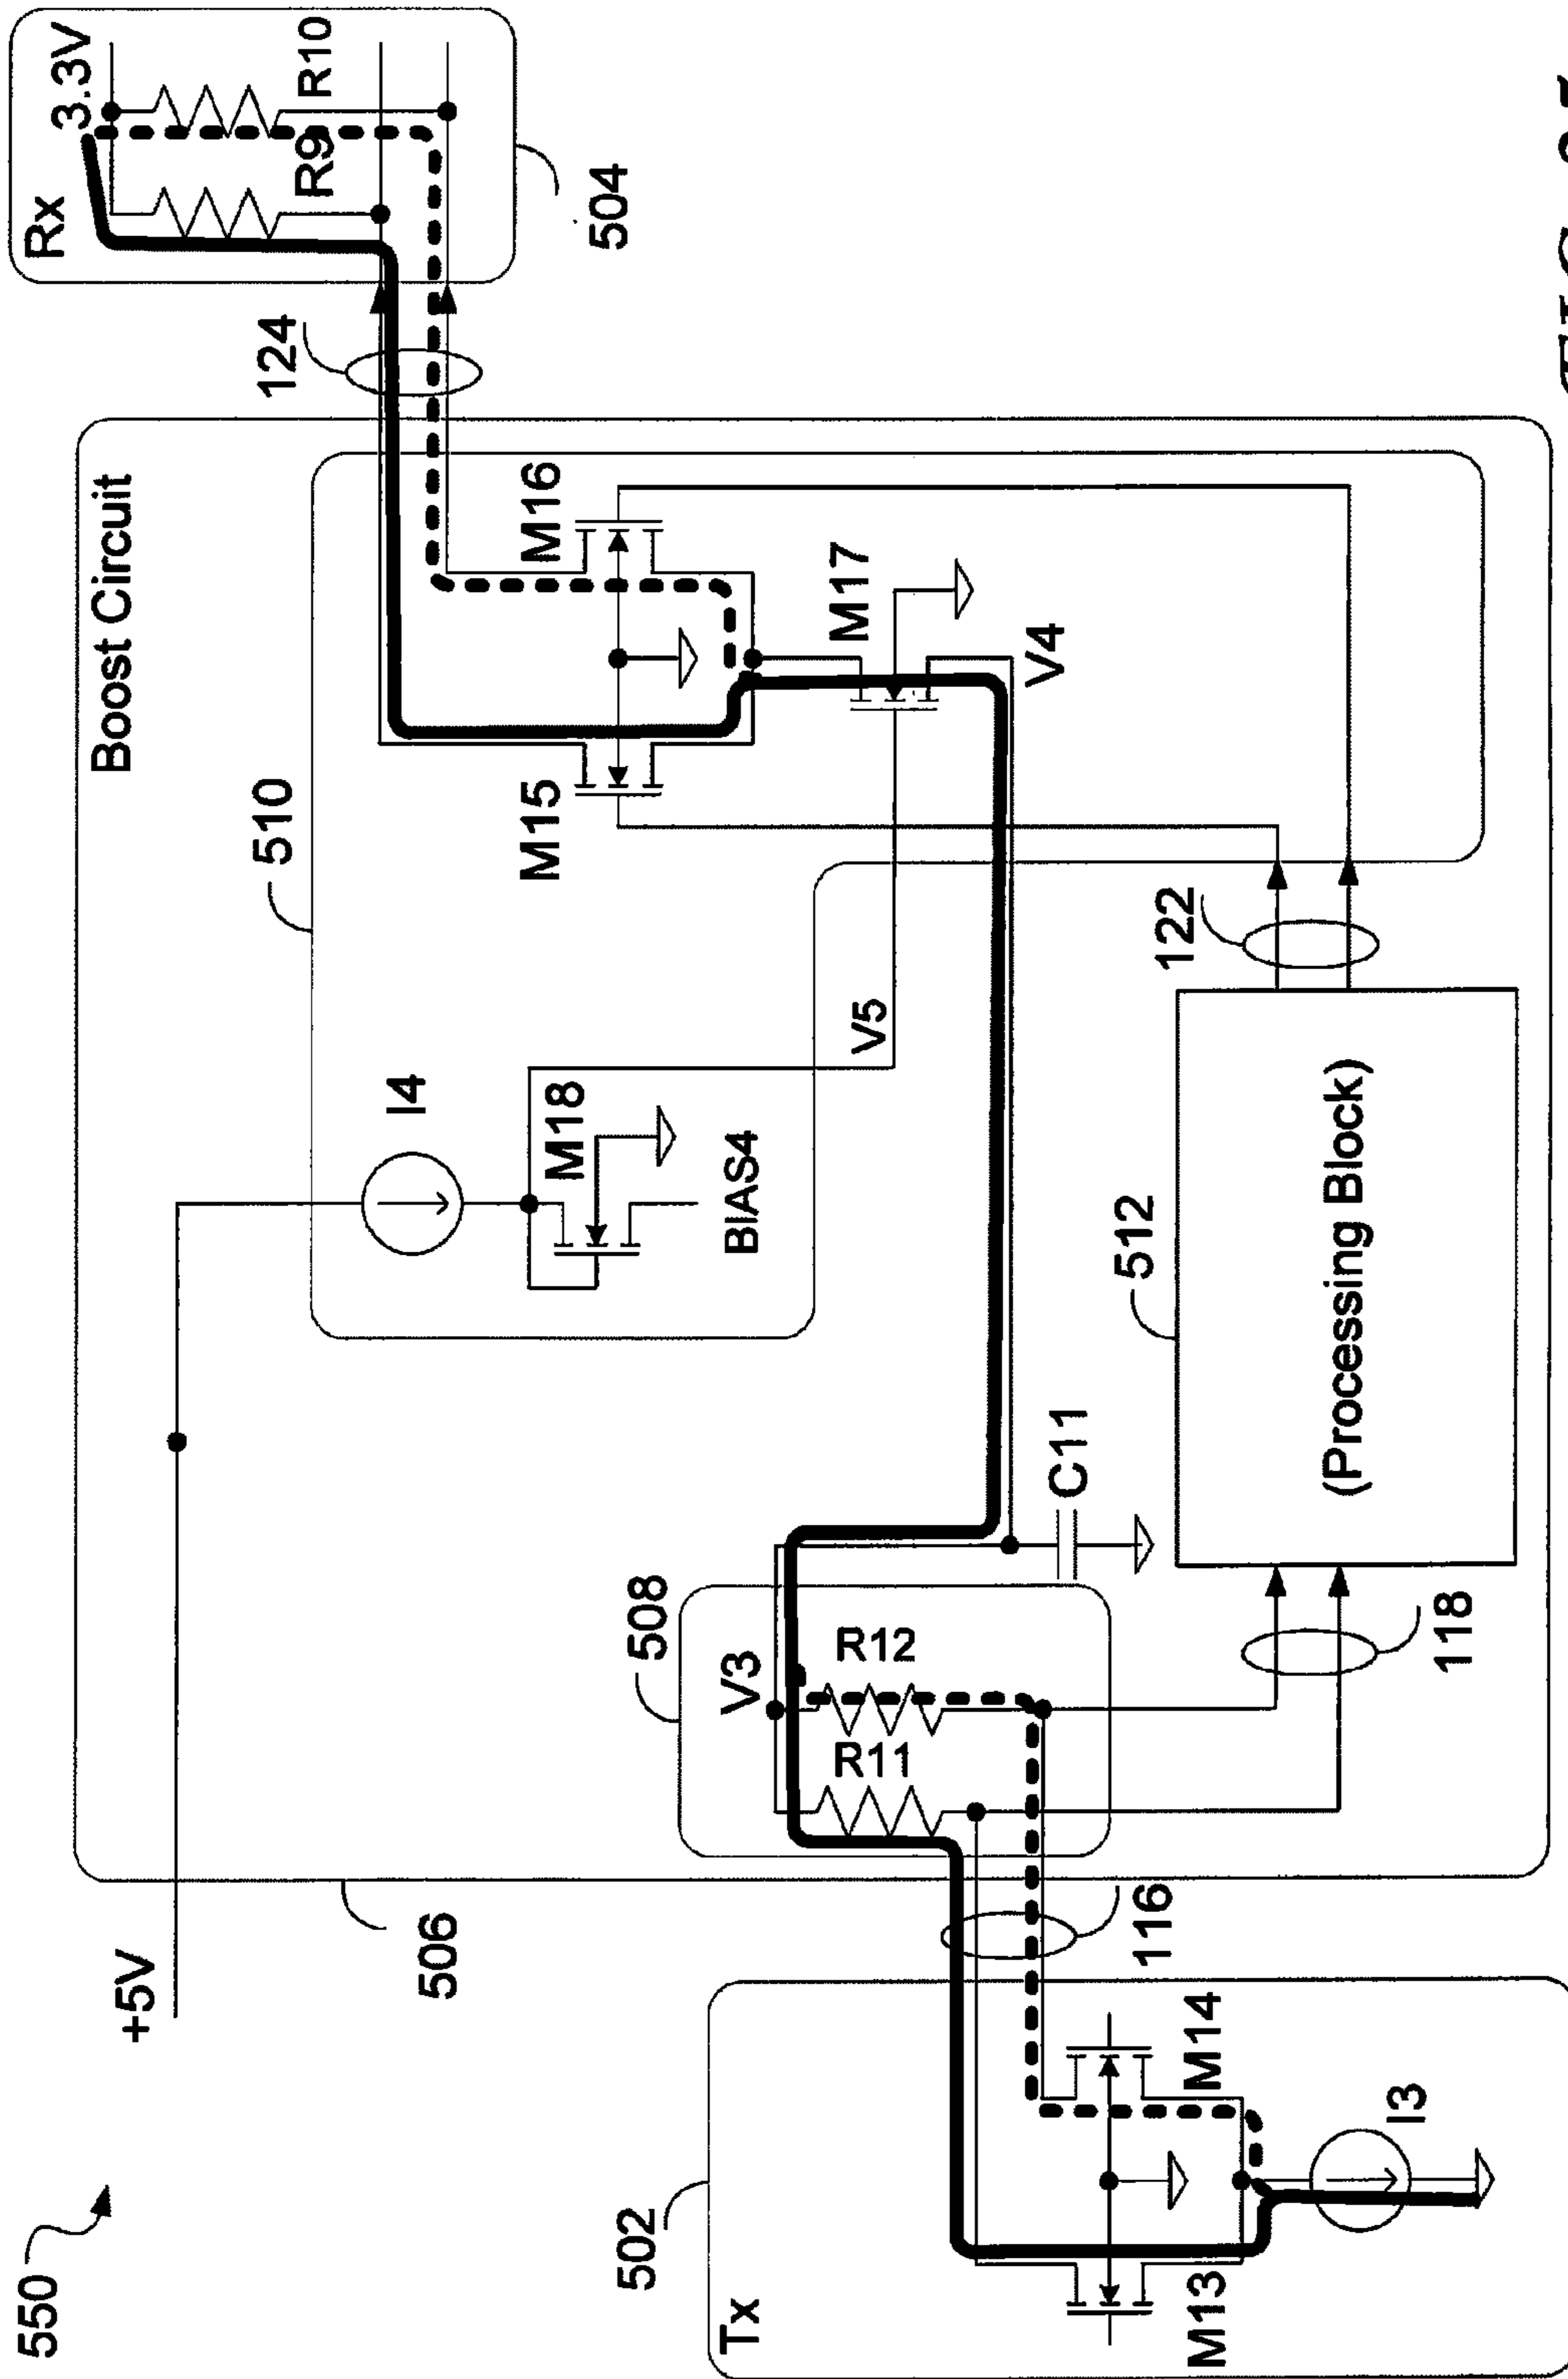 550
+5V
Boost Circuit
Rx
3.3V
R9
R10
504
124
506
510
I4
M18
BIAS4
V5
M15
M16
M17
V4
508
V3
R11
R12
C11
502
Tx
M13
M14
I3
116
118
512
(Processing Block)
122